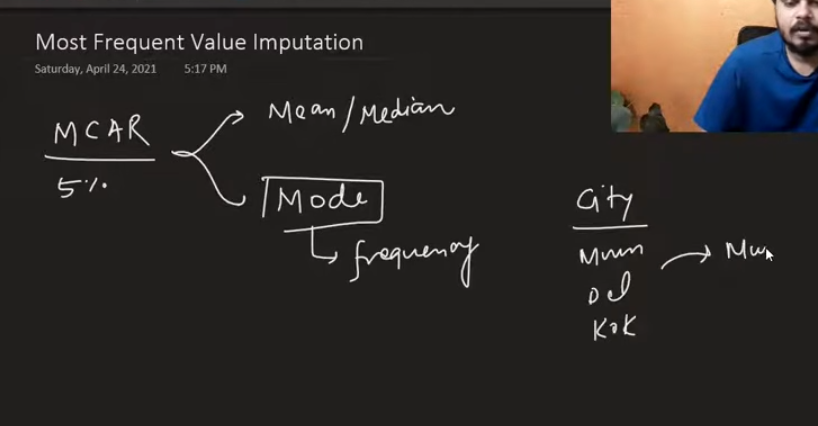 Most Frequent Value Imputation
Saturday, April 24, 2021 5:17 PM
MCAR
5%
Mean/Median
Mode
frequency
City
Mum
Del
Kok
Mu